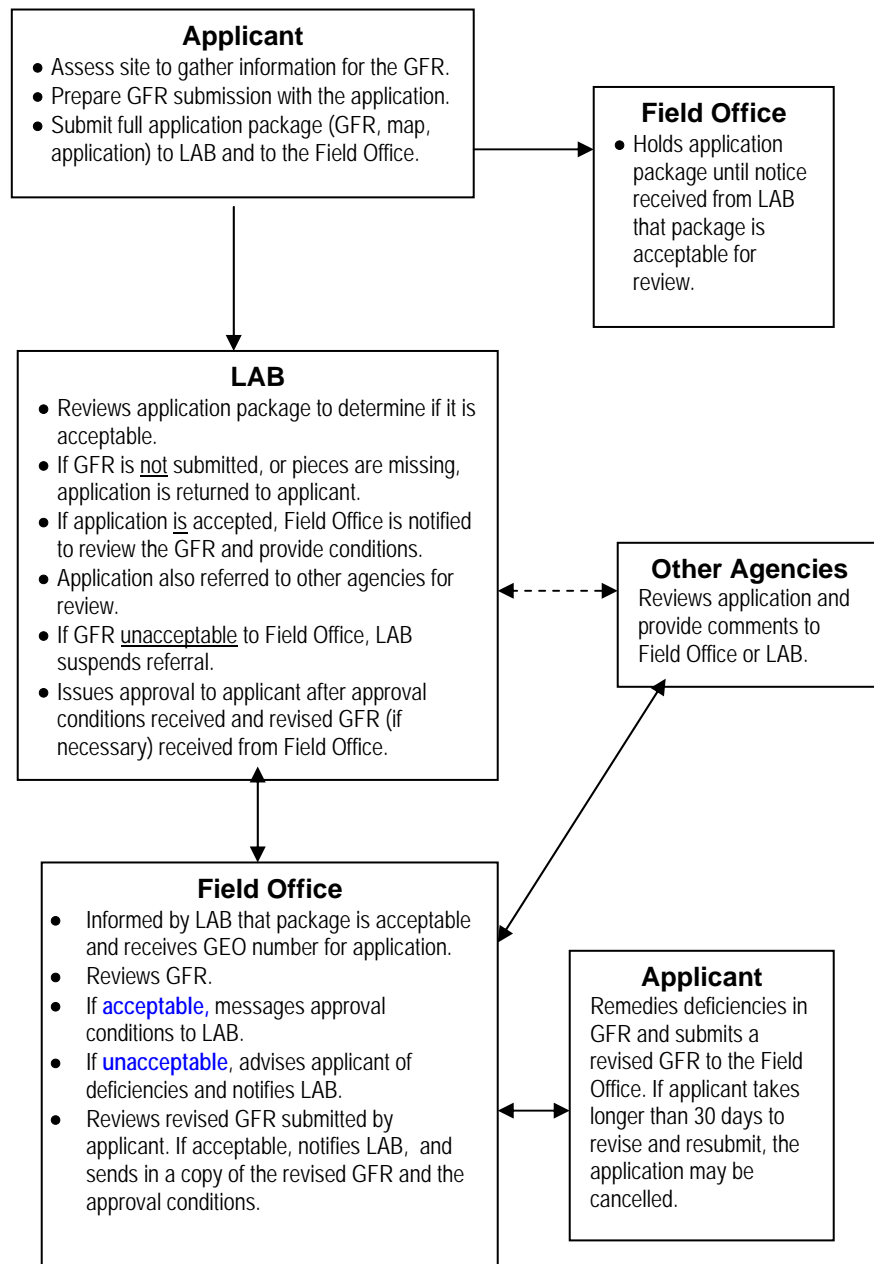 Applicant
● Assess site to gather information for the GFR.
● Prepare GFR submission with the application.
● Submit full application package (GFR, map,
application) to LAB and to the Field Office.
Field Office
● Holds application
package until notice
received from LAB
that package is
acceptable for
review.
LAB
● Reviews application package to determine if it is
acceptable.
● If GFR is not submitted, or pieces are missing,
application is returned to applicant.
● If application is accepted, Field Office is notified
to review the GFR and provide conditions.
● Application also referred to other agencies for
review.
● If GFR unacceptable to Field Office, LAB
suspends referral.
● Issues approval to applicant after approval
conditions received and revised GFR (if
necessary) received from Field Office.
Other Agencies
Reviews application and
provide comments to
Field Office or LAB.
Field Office
● Informed by LAB that package is acceptable
and receives GEO number for application.
● Reviews GFR.
● If acceptable, messages approval
conditions to LAB.
● If unacceptable, advises applicant of
deficiencies and notifies LAB.
● Reviews revised GFR submitted by
applicant. If acceptable, notifies LAB, and
sends in a copy of the revised GFR and the
approval conditions.
Applicant
Remedies deficiencies in
GFR and submits a
revised GFR to the Field
Office. If applicant takes
longer than 30 days to
revise and resubmit, the
application may be
cancelled.